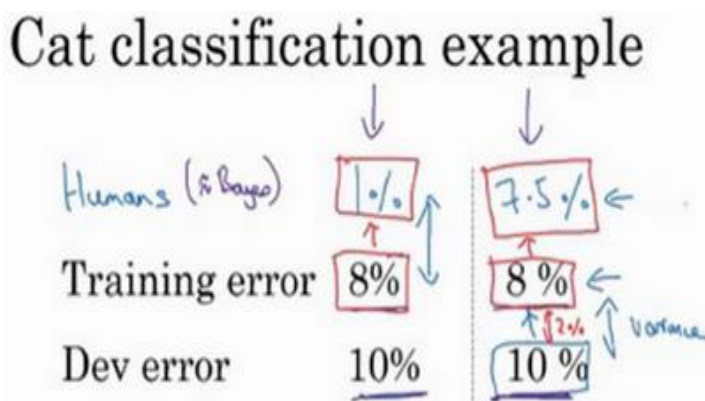 Cat classification example
Humans (≈ Bayes) 1% 7.5%
Training error 8% 8 %
2% variance
Dev error 10% 10 %